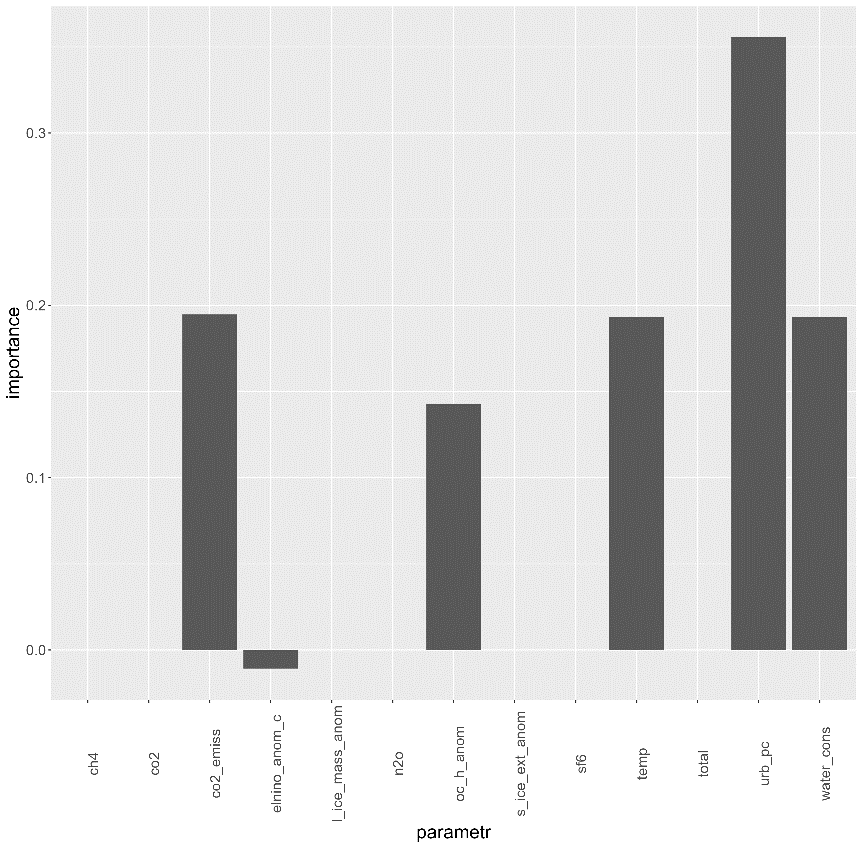 importance
0.3
0.2
0.1
0.0
ch4
co2
co2_emiss
elnino_anom_c
l_ice_mass_anom
n2o
oc_h_anom
s_ice_ext_anom
sf6
temp
total
urb_pc
water_cons
parametr